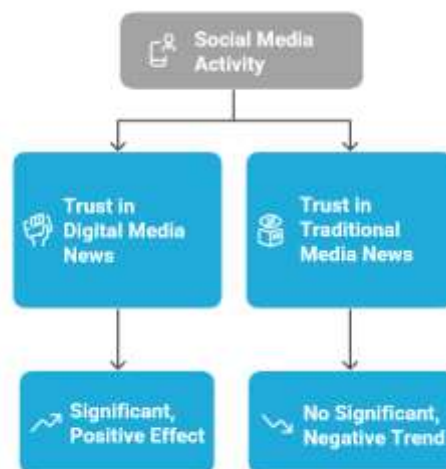 Social Media
Activity
Trust in
Digital Media
News
Trust in
Traditional
Media News
Significant,
Positive Effect
No Significant,
Negative Trend